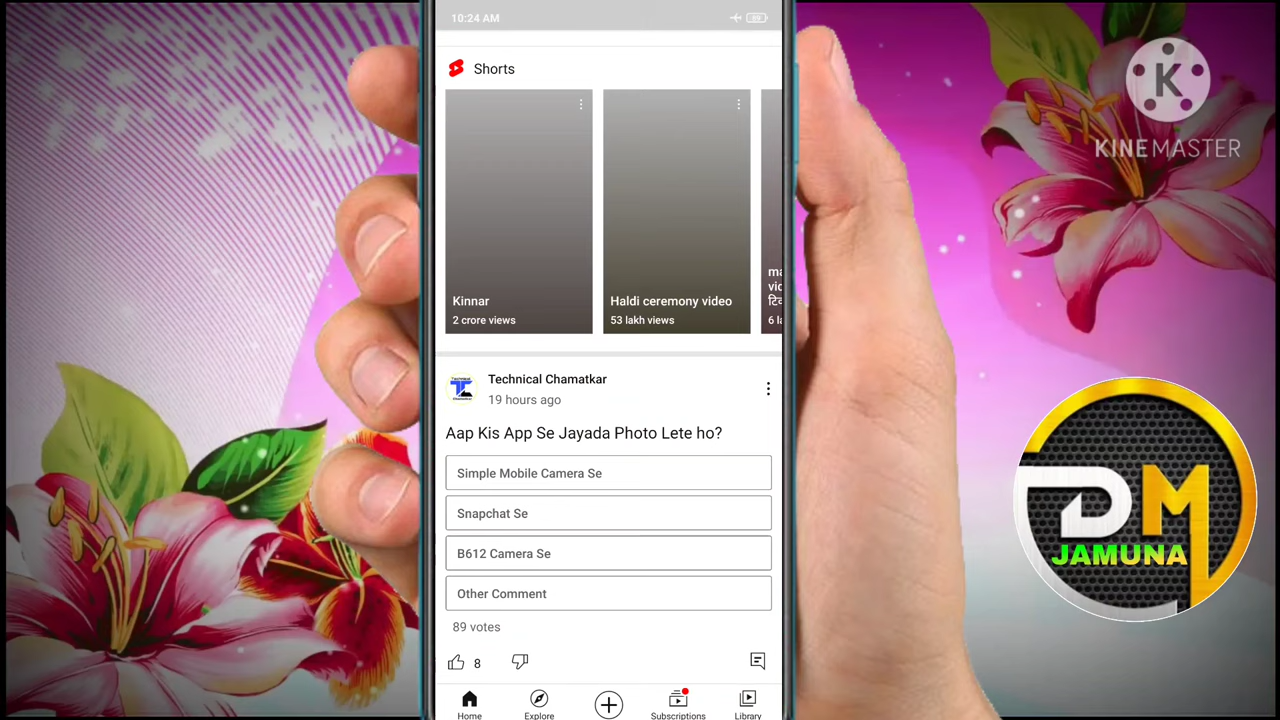 10:24 AM
89
Shorts
Kinnar
2 crore views
Haldi ceremony video
53 lakh views
Technical Chamatkar
19 hours ago
Aap Kis App Se Jayada Photo Lete ho?
Simple Mobile Camera Se
Snapchat Se
B612 Camera Se
Other Comment
89 votes
8
Home
Explore
Subscriptions
Library
K
KINEMASTER
DM
JAMUNA